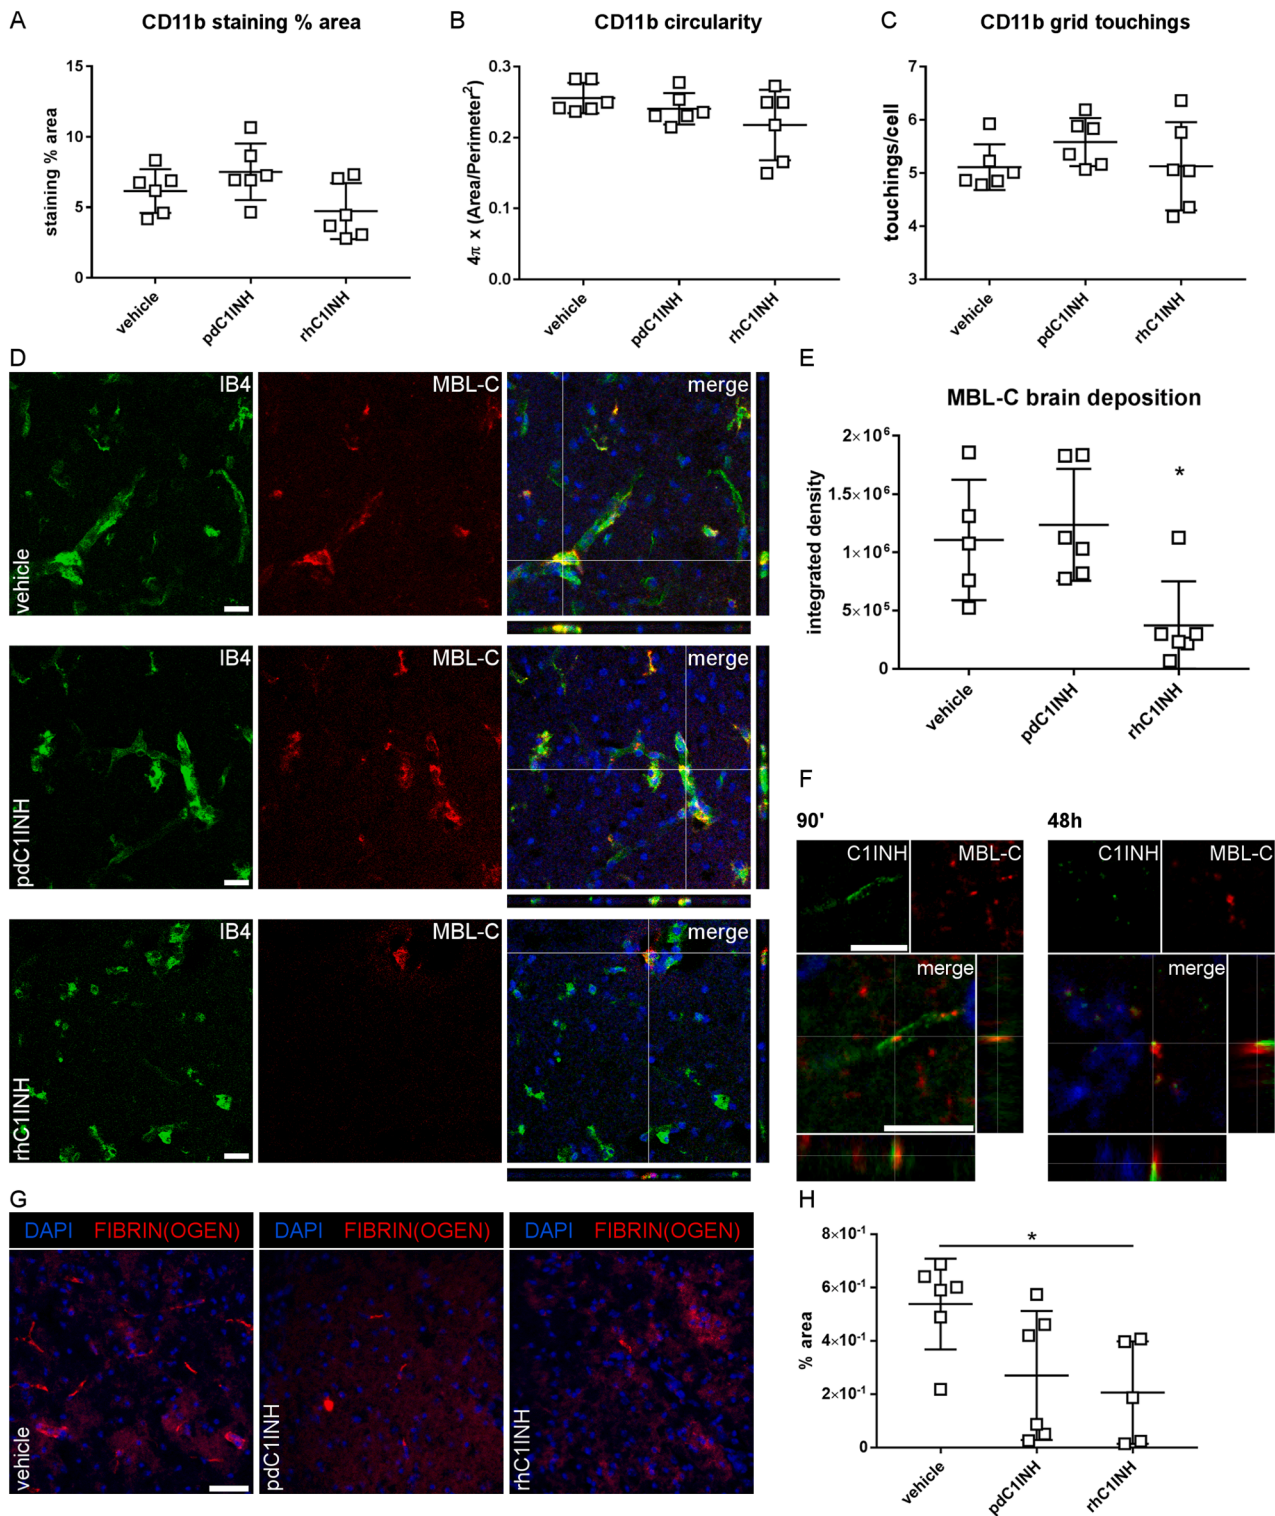 A
CD11b staining % area
15
10
5
0
staining % area
vehicle
pdC1INH
rhC1INH
B
CD11b circularity
0.3
0.2
0.1
0.0
4π x (Area/Perimeter²)
vehicle
pdC1INH
rhC1INH
C
CD11b grid touchings
7
6
5
4
3
touchings/cell
vehicle
pdC1INH
rhC1INH
D
IB4
MBL-C
merge
vehicle
IB4
MBL-C
merge
pdC1INH
IB4
MBL-C
merge
rhC1INH
E
MBL-C brain deposition
2×10⁶
1.5×10⁶
1×10⁶
5×10⁵
0
integrated density
*
vehicle
pdC1INH
rhC1INH
F
90'
C1INH
MBL-C
merge
48h
C1INH
MBL-C
merge
G
DAPI FIBRIN(OGEN)
vehicle
DAPI FIBRIN(OGEN)
pdC1INH
DAPI FIBRIN(OGEN)
rhC1INH
H
8×10⁻¹
6×10⁻¹
4×10⁻¹
2×10⁻¹
0
% area
*
vehicle
pdC1INH
rhC1INH